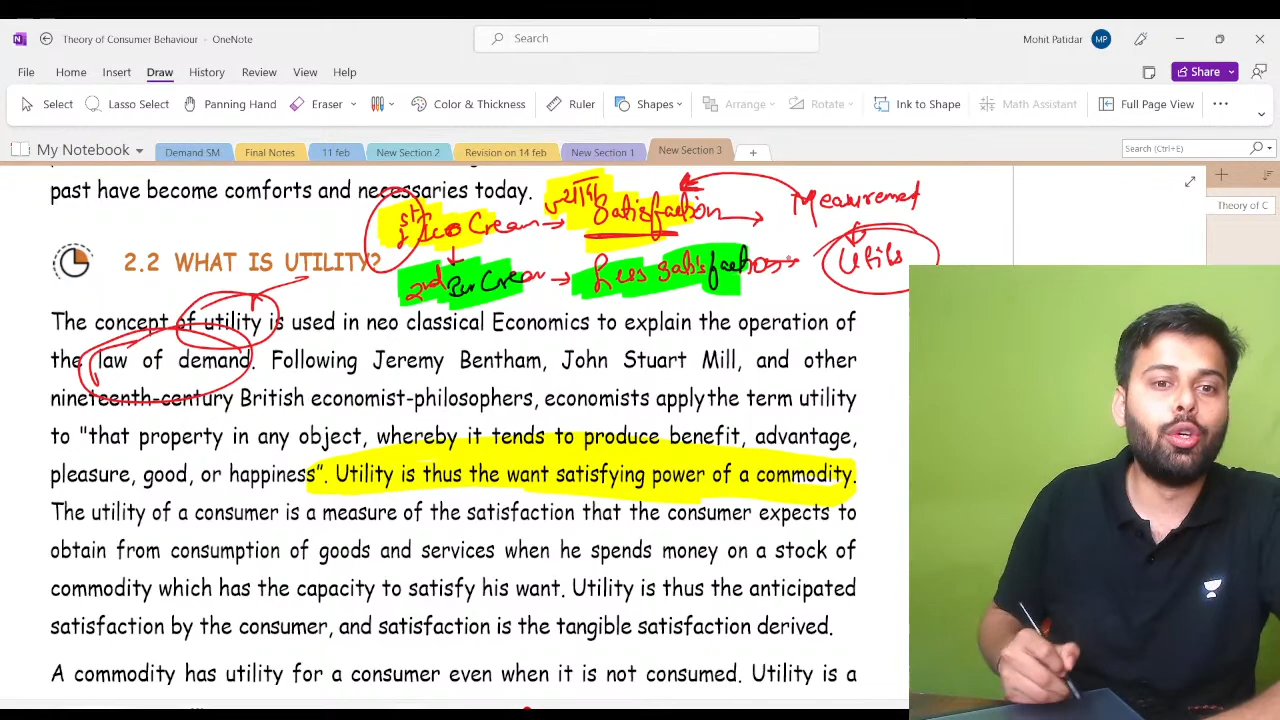 Theory of Consumer Behaviour - OneNote
Search
Mohit Patidar MP
File Home Insert Draw History Review View Help
Share
Select Lasso Select Panning Hand Eraser Color & Thickness Ruler Shapes Arrange Rotate Ink to Shape Math Assistant Full Page View
My Notebook Demand SM Final Notes 11 feb New Section 2 Revision on 14 feb New Section 1 New Section 3 Search (Ctrl+E)
Theory of C
past have become comforts and necessaries today.
1st Ice Cream → Satisfaction → Measurement
2nd Ice Cream → Less satisfaction → Utils
2.2 WHAT IS UTILITY?
The concept of utility is used in neo classical Economics to explain the operation of
the law of demand. Following Jeremy Bentham, John Stuart Mill, and other
nineteenth-century British economist-philosophers, economists apply the term utility
to "that property in any object, whereby it tends to produce benefit, advantage,
pleasure, good, or happiness”. Utility is thus the want satisfying power of a commodity.
The utility of a consumer is a measure of the satisfaction that the consumer expects to
obtain from consumption of goods and services when he spends money on a stock of
commodity which has the capacity to satisfy his want. Utility is thus the anticipated
satisfaction by the consumer, and satisfaction is the tangible satisfaction derived.
A commodity has utility for a consumer even when it is not consumed. Utility is a